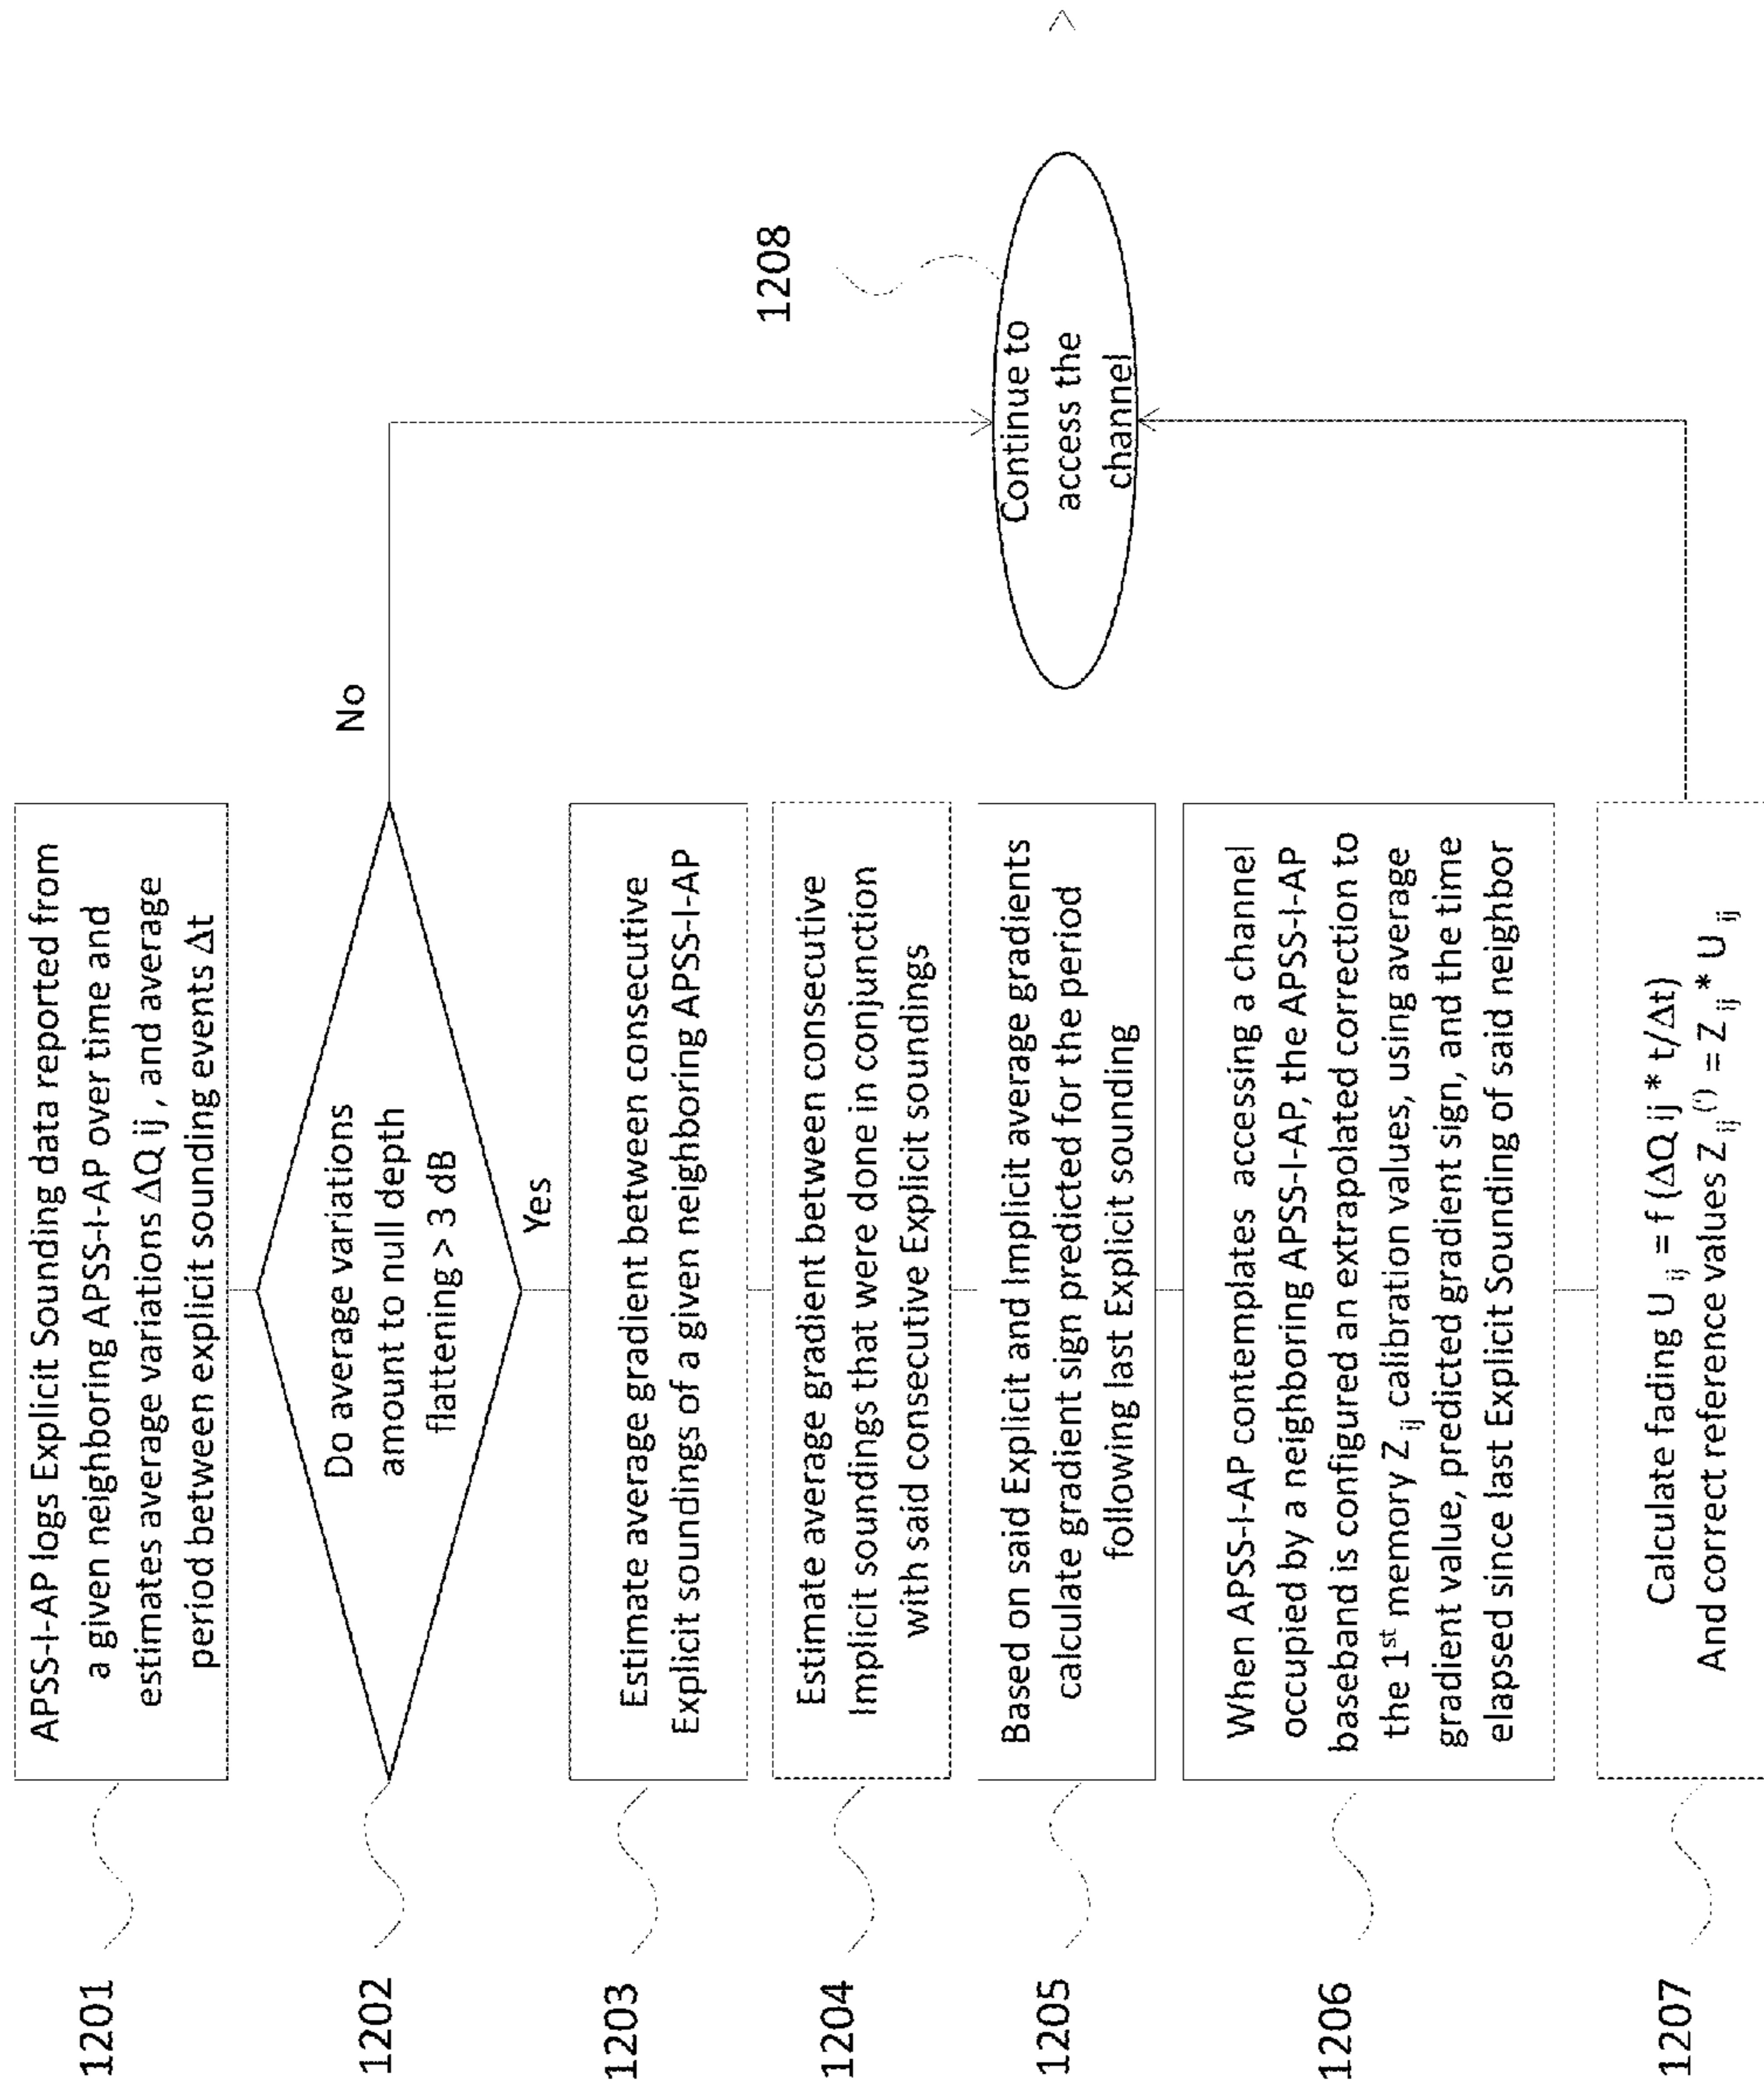 1201
APSS-I-AP logs Explicit Sounding data reported from
a given neighboring APSS-I-AP over time and
estimates average variations ΔQ ij , and average
period between explicit sounding events Δt
1202
Do average variations
amount to null depth
flattening > 3 dB
No
Yes
1203
Estimate average gradient between consecutive
Explicit soundings of a given neighboring APSS-I-AP
1204
Estimate average gradient between consecutive
Implicit soundings that were done in conjunction
with said consecutive Explicit soundings
1205
Based on said Explicit and Implicit average gradients
calculate gradient sign predicted for the period
following last Explicit sounding
1206
When APSS-I-AP contemplates accessing a channel
occupied by a neighboring APSS-I-AP, the APSS-I-AP
baseband is configured an extrapolated correction to
the 1st memory Z ij calibration values, using average
gradient value, predicted gradient sign, and the time
elapsed since last Explicit Sounding of said neighbor
1207
Calculate fading U ij = f (ΔQ ij * t/Δt)
And correct reference values Z ij (') = Z ij * U ij
1208
Continue to
access the
channel